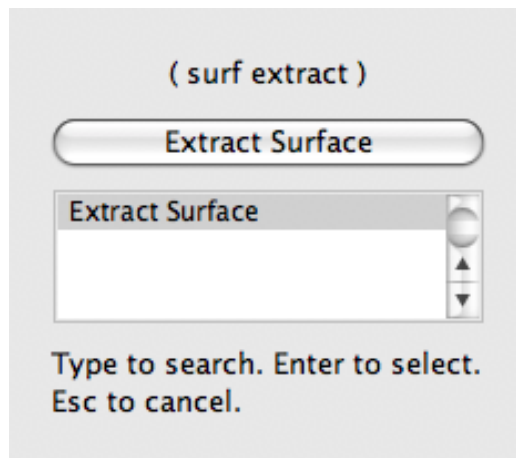 ( surf extract )
Extract Surface
Extract Surface
Type to search. Enter to select.
Esc to cancel.